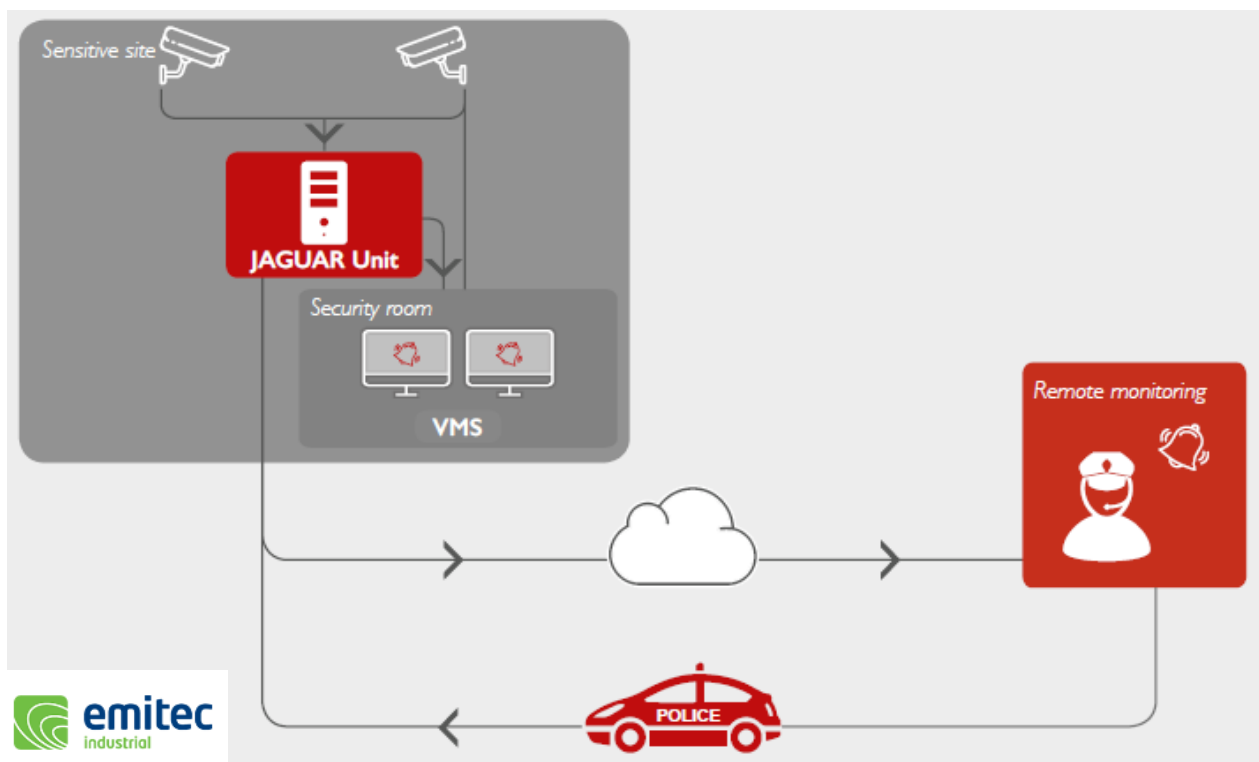 Sensitive site
JAGUAR Unit
Security room
VMS
Remote monitoring
POLICE
emitec
industrial